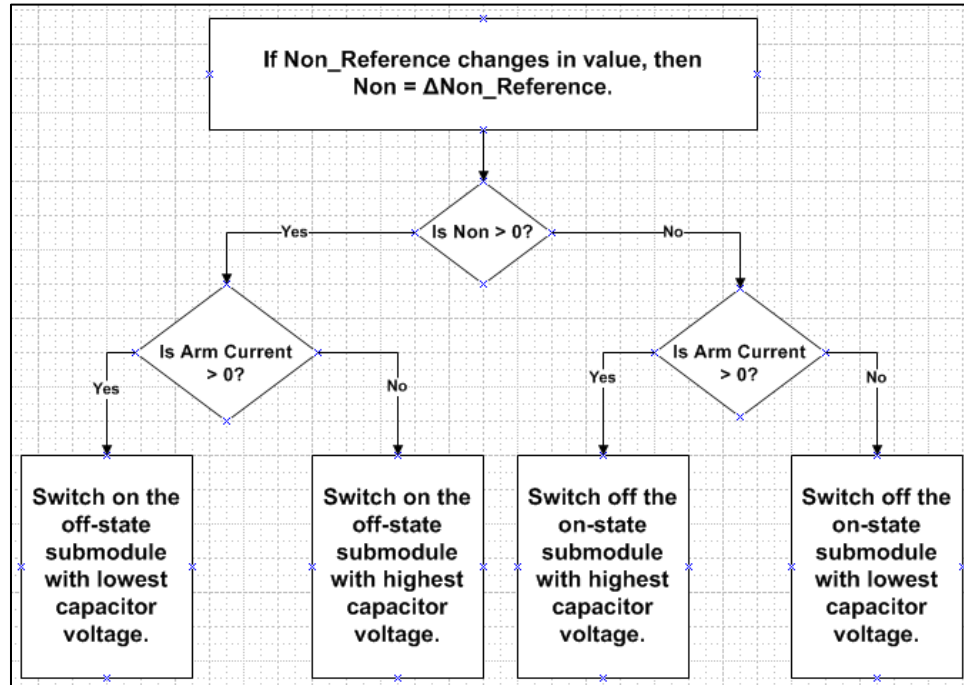 If Non_Reference changes in value, then
Non = ΔNon_Reference.
Is Non > 0?
Yes
No
Is Arm Current
> 0?
Is Arm Current
> 0?
Yes
No
Yes
No
Switch on the
off-state
submodule
with lowest
capacitor
voltage.
Switch on the
off-state
submodule
with highest
capacitor
voltage.
Switch off the
on-state
submodule
with highest
capacitor
voltage.
Switch off the
on-state
submodule
with lowest
capacitor
voltage.